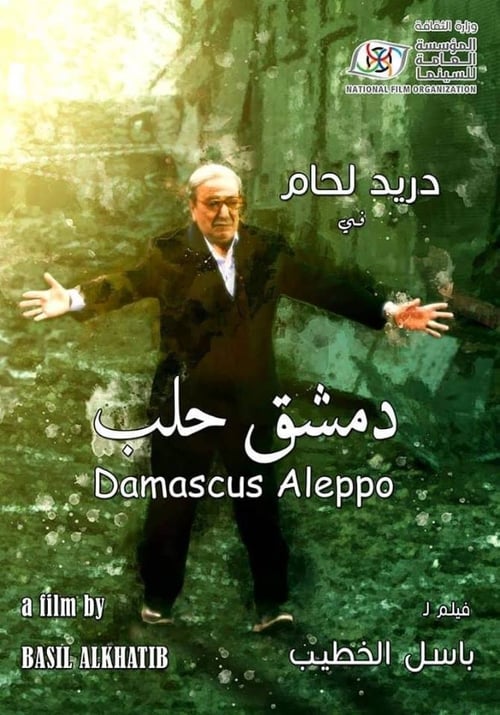 وزارة الثقافة
المؤسسة
العامة
للسينما
NATIONAL FILM ORGANIZATION
دريد لحام
في
دمشق حلب
Damascus Aleppo
a film by
BASIL ALKHATIB
فيلم لـ
باسل الخطيب